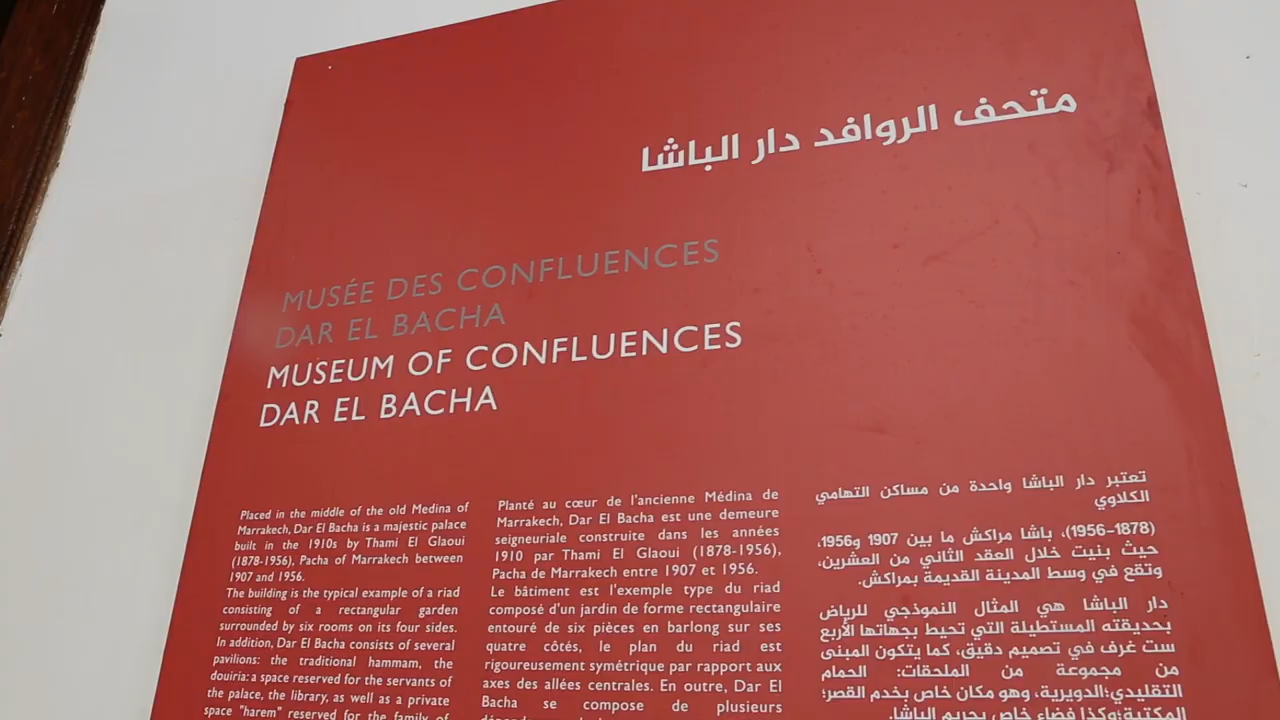 متحف الروافد دار الباشا
MUSÉE DES CONFLUENCES
DAR EL BACHA
MUSEUM OF CONFLUENCES
DAR EL BACHA
Placed in the middle of the old Medina of
Marrakech, Dar El Bacha is a majestic palace
built in the 1910s by Thami El Glaoui
(1878-1956), Pacha of Marrakech between
1907 and 1956.
The building is the typical example of a riad
consisting of a rectangular garden
surrounded by six rooms on its four sides.
In addition, Dar El Bacha consists of several
pavilions: the traditional hammam, the
douiria: a space reserved for the servants of
the palace, the library, as well as a private
space "harem" reserved for the family of
Planté au cœur de l'ancienne Médina de
Marrakech, Dar El Bacha est une demeure
seigneuriale construite dans les années
1910 par Thami El Glaoui (1878-1956),
Pacha de Marrakech entre 1907 et 1956.
Le bâtiment est l'exemple type du riad
composé d'un jardin de forme rectangulaire
entouré de six pièces en barlong sur ses
quatre côtés, le plan du riad est
rigoureusement symétrique par rapport aux
axes des allées centrales. En outre, Dar El
Bacha se compose de plusieurs
تعتبر دار الباشا واحدة من مساكن التهامي
الكلاوي
(1878-1956)، باشا مراكش ما بين 1907 و1956،
حيث بنيت خلال العقد الثاني من العشرين،
وتقع في وسط المدينة القديمة بمراكش.
دار الباشا هي المثال النموذجي للرياض
بحديقته المستطيلة التي تحيط بجهاتها الأربع
ست غرف في تصميم دقيق، كما يتكون المبنى
من مجموعة من الملحقات: الحمام
التقليدي؛الدويرية، وهو مكان خاص بخدم القصر؛
المكتبة؛وكذا فضاء خاص بحريم الباشا.